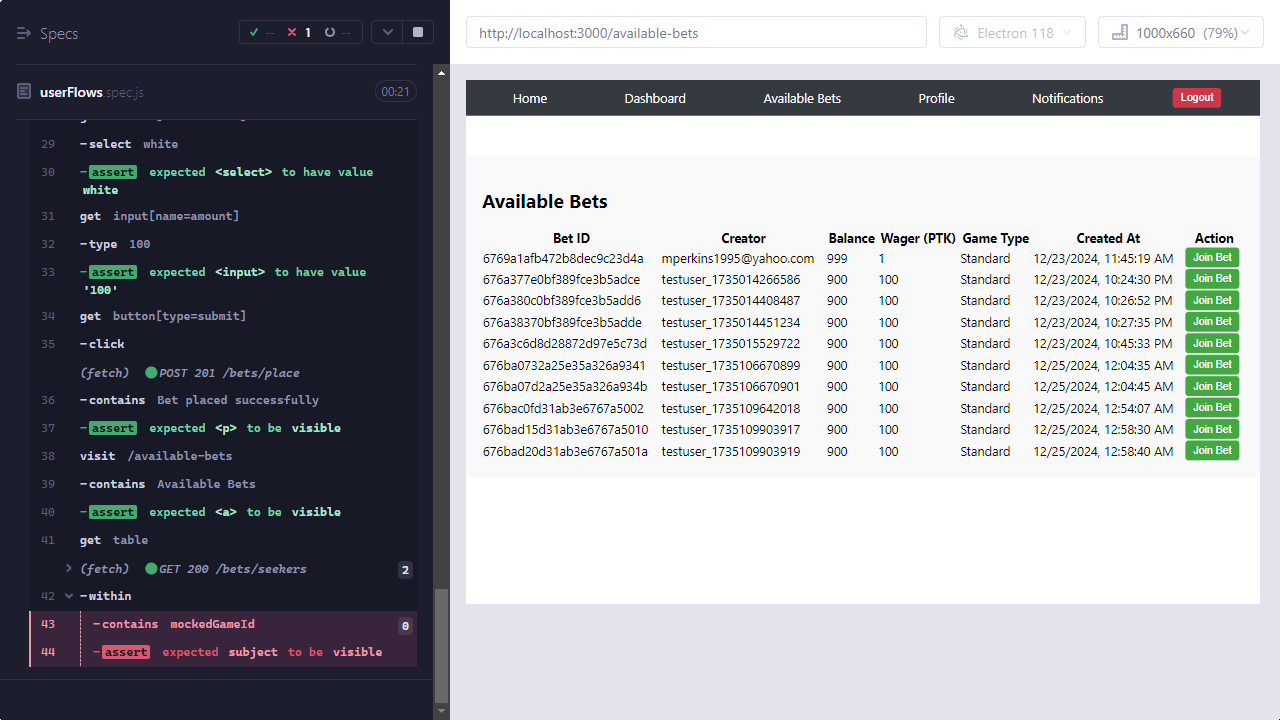 Specs
-- 1 --
userFlows.spec.js
00:21
29 -select white
30 -assert expected <select> to have value
white
31 get input[name=amount]
32 -type 100
33 -assert expected <input> to have value
'100'
34 get button[type=submit]
35 -click
(fetch) POST 201 /bets/place
36 -contains Bet placed successfully
37 -assert expected <p> to be visible
38 visit /available-bets
39 -contains Available Bets
40 -assert expected <a> to be visible
41 get table
(fetch) GET 200 /bets/seekers 2
42 -within
43 -contains mockedGameId 0
44 -assert expected subject to be visible
http://localhost:3000/available-bets
Electron 118
1000x660 (79%)
Home Dashboard Available Bets Profile Notifications Logout
Available Bets
Bet ID Creator Balance Wager (PTK) Game Type Created At Action
6769a1afb472b8dec9c23d4a mperkins1995@yahoo.com 999 1 Standard 12/23/2024, 11:45:19 AM Join Bet
676a377e0bf389fce3b5adce testuser_1735014266586 900 100 Standard 12/23/2024, 10:24:30 PM Join Bet
676a380c0bf389fce3b5add6 testuser_1735014408487 900 100 Standard 12/23/2024, 10:26:52 PM Join Bet
676a38370bf389fce3b5adde testuser_1735014451234 900 100 Standard 12/23/2024, 10:27:35 PM Join Bet
676a3c6d8d28872d97e5c73d testuser_1735015529722 900 100 Standard 12/23/2024, 10:45:33 PM Join Bet
676ba0732a25e35a326a9341 testuser_1735106670899 900 100 Standard 12/25/2024, 12:04:35 AM Join Bet
676ba07d2a25e35a326a934b testuser_1735106670901 900 100 Standard 12/25/2024, 12:04:45 AM Join Bet
676bac0fd31ab3e6767a5002 testuser_1735109642018 900 100 Standard 12/25/2024, 12:54:07 AM Join Bet
676bad15d31ab3e6767a5010 testuser_1735109903917 900 100 Standard 12/25/2024, 12:58:30 AM Join Bet
676bad20d31ab3e6767a501a testuser_1735109903919 900 100 Standard 12/25/2024, 12:58:40 AM Join Bet